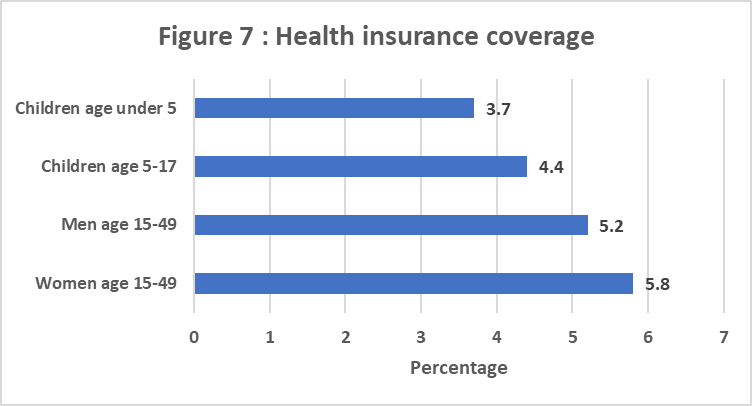 Figure 7 : Health insurance coverage
Children age under 5
3.7
Children age 5-17
4.4
Men age 15-49
5.2
Women age 15-49
5.8
0 1 2 3 4 5 6 7
Percentage